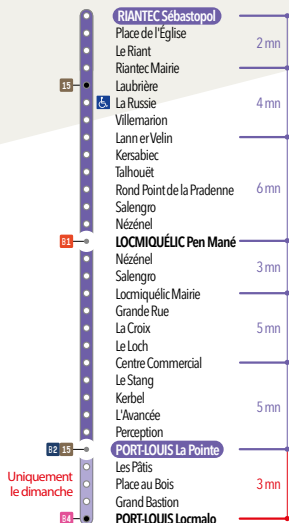 RIANTEC Sébastopol
Place de l'Église
2 mn
Le Riant
Riantec Mairie
15
Laubrière
La Russie
4 mn
Villemarion
Lann er Velin
Kersabiec
Talhouët
Rond Point de la Pradenne
6 mn
Salengro
Nézénel
B1
LOCMIQUÉLIC Pen Mané
Nézénel
3 mn
Salengro
Locmiquélic Mairie
Grande Rue
La Croix
5 mn
Le Loch
Centre Commercial
Le Stang
Kerbel
5 mn
L'Avancée
Perception
B2 15
PORT-LOUIS La Pointe
Les Pâtis
Uniquement
le dimanche
Place au Bois
3 mn
Grand Bastion
B4
PORT-LOUIS Locmalo